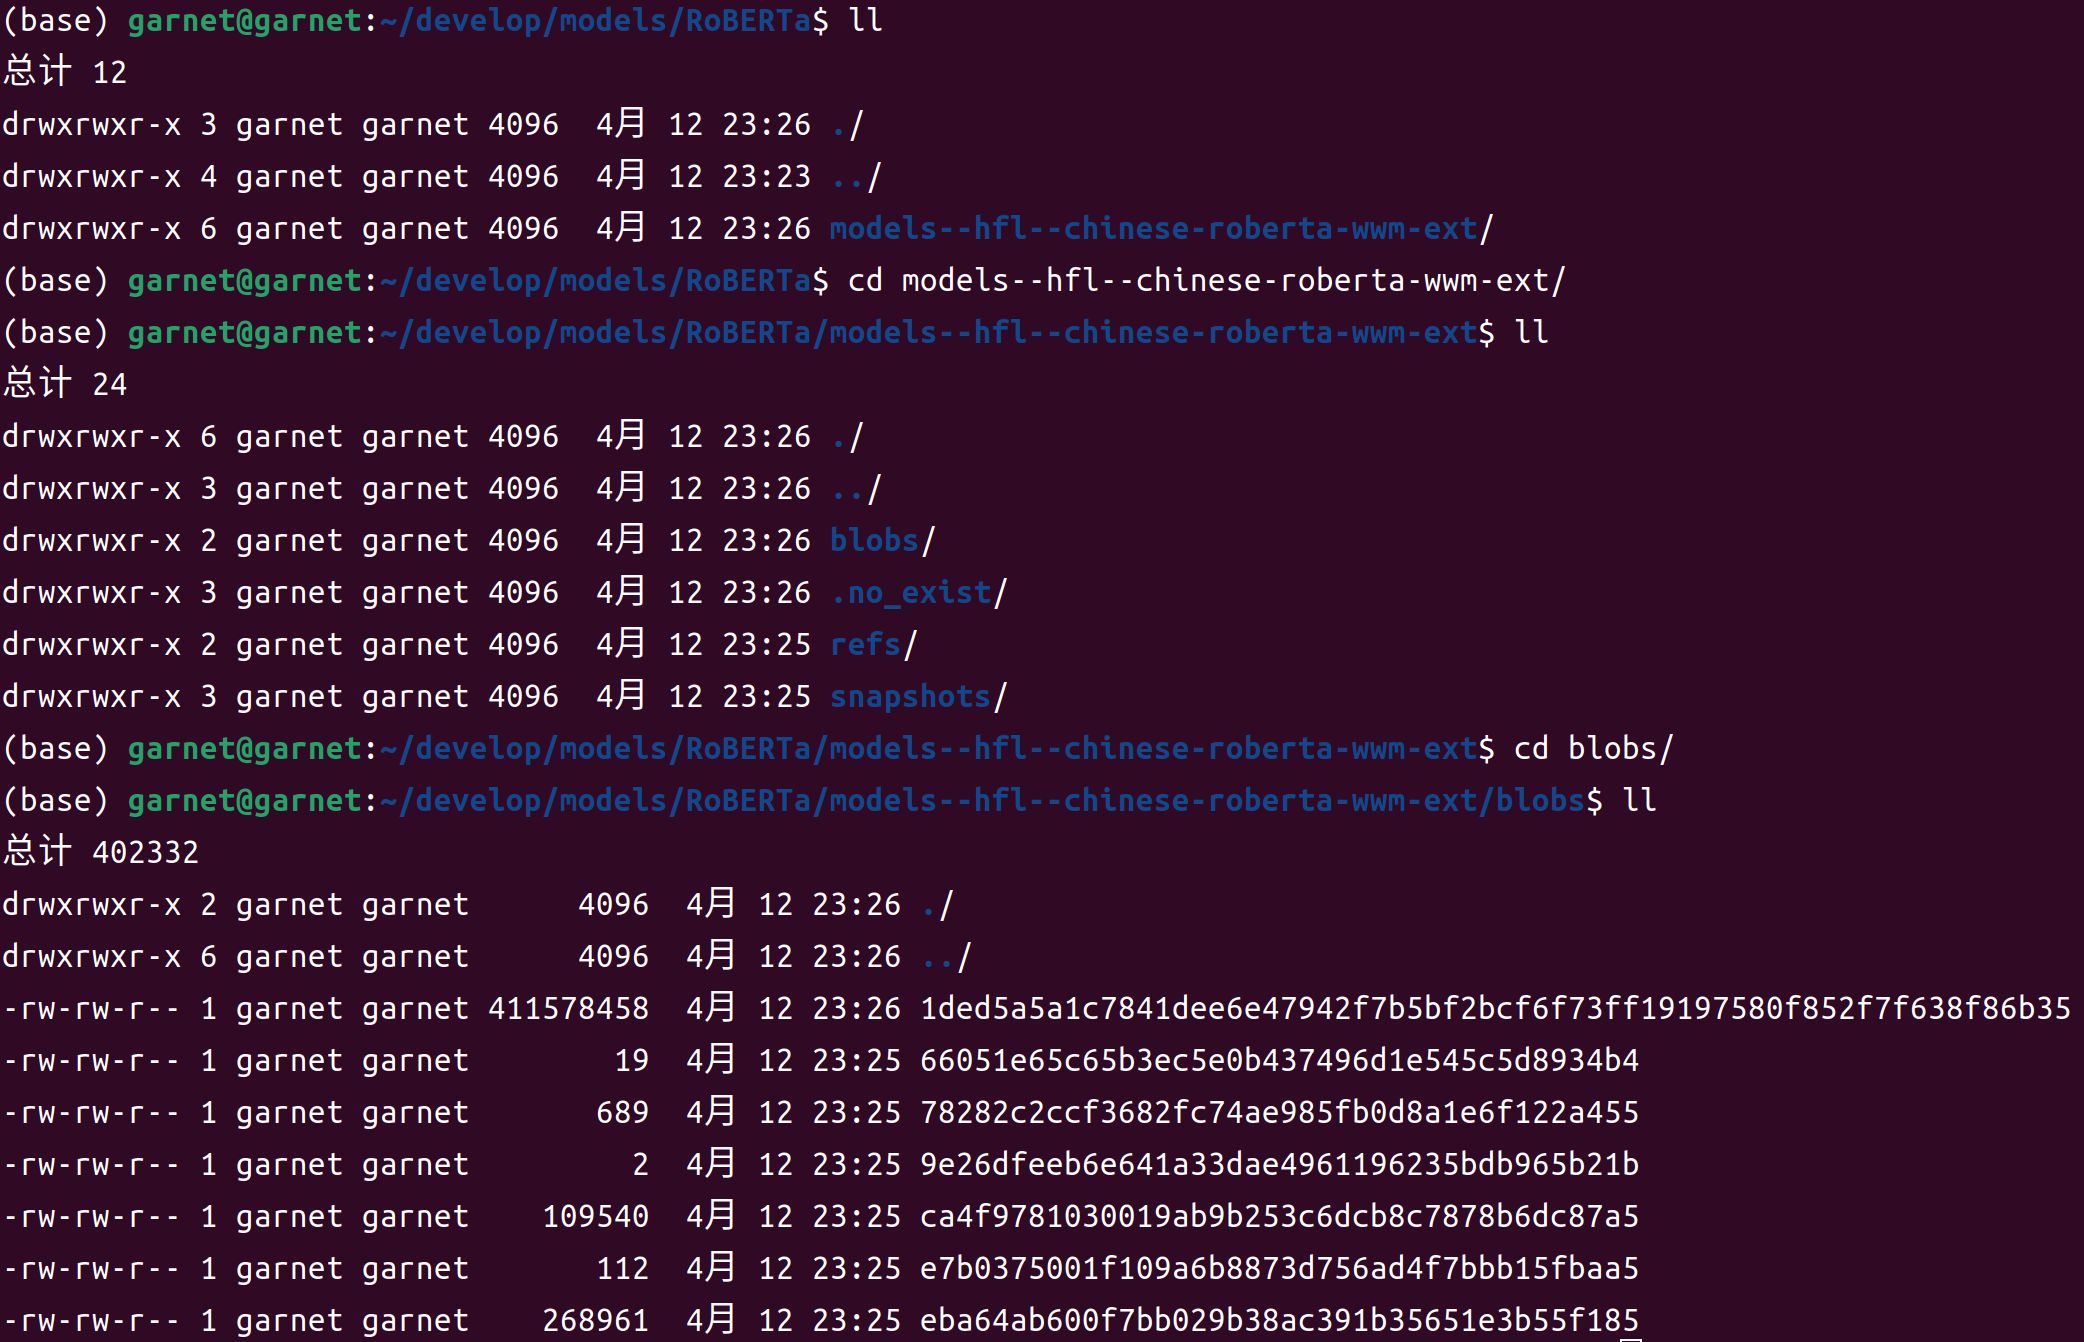 (base) garnet@garnet:~/develop/models/RoBERTa$ ll
总计 12
drwxrwxr-x 3 garnet garnet 4096  4月 12 23:26 ./
drwxrwxr-x 4 garnet garnet 4096  4月 12 23:23 ../
drwxrwxr-x 6 garnet garnet 4096  4月 12 23:26 models--hfl--chinese-roberta-wwm-ext/
(base) garnet@garnet:~/develop/models/RoBERTa$ cd models--hfl--chinese-roberta-wwm-ext/
(base) garnet@garnet:~/develop/models/RoBERTa/models--hfl--chinese-roberta-wwm-ext$ ll
总计 24
drwxrwxr-x 6 garnet garnet 4096  4月 12 23:26 ./
drwxrwxr-x 3 garnet garnet 4096  4月 12 23:26 ../
drwxrwxr-x 2 garnet garnet 4096  4月 12 23:26 blobs/
drwxrwxr-x 3 garnet garnet 4096  4月 12 23:26 .no_exist/
drwxrwxr-x 2 garnet garnet 4096  4月 12 23:25 refs/
drwxrwxr-x 3 garnet garnet 4096  4月 12 23:25 snapshots/
(base) garnet@garnet:~/develop/models/RoBERTa/models--hfl--chinese-roberta-wwm-ext$ cd blobs/
(base) garnet@garnet:~/develop/models/RoBERTa/models--hfl--chinese-roberta-wwm-ext/blobs$ ll
总计 402332
drwxrwxr-x 2 garnet garnet      4096  4月 12 23:26 ./
drwxrwxr-x 6 garnet garnet      4096  4月 12 23:26 ../
-rw-rw-r-- 1 garnet garnet 411578458  4月 12 23:26 1ded5a5a1c7841dee6e47942f7b5bf2bcf6f73ff19197580f852f7f638f86b35
-rw-rw-r-- 1 garnet garnet        19  4月 12 23:25 66051e65c65b3ec5e0b437496d1e545c5d8934b4
-rw-rw-r-- 1 garnet garnet       689  4月 12 23:25 78282c2ccf3682fc74ae985fb0d8a1e6f122a455
-rw-rw-r-- 1 garnet garnet         2  4月 12 23:25 9e26dfeeb6e641a33dae4961196235bdb965b21b
-rw-rw-r-- 1 garnet garnet    109540  4月 12 23:25 ca4f9781030019ab9b253c6dcb8c7878b6dc87a5
-rw-rw-r-- 1 garnet garnet       112  4月 12 23:25 e7b0375001f109a6b8873d756ad4f7bbb15fbaa5
-rw-rw-r-- 1 garnet garnet    268961  4月 12 23:25 eba64ab600f7bb029b38ac391b35651e3b55f185